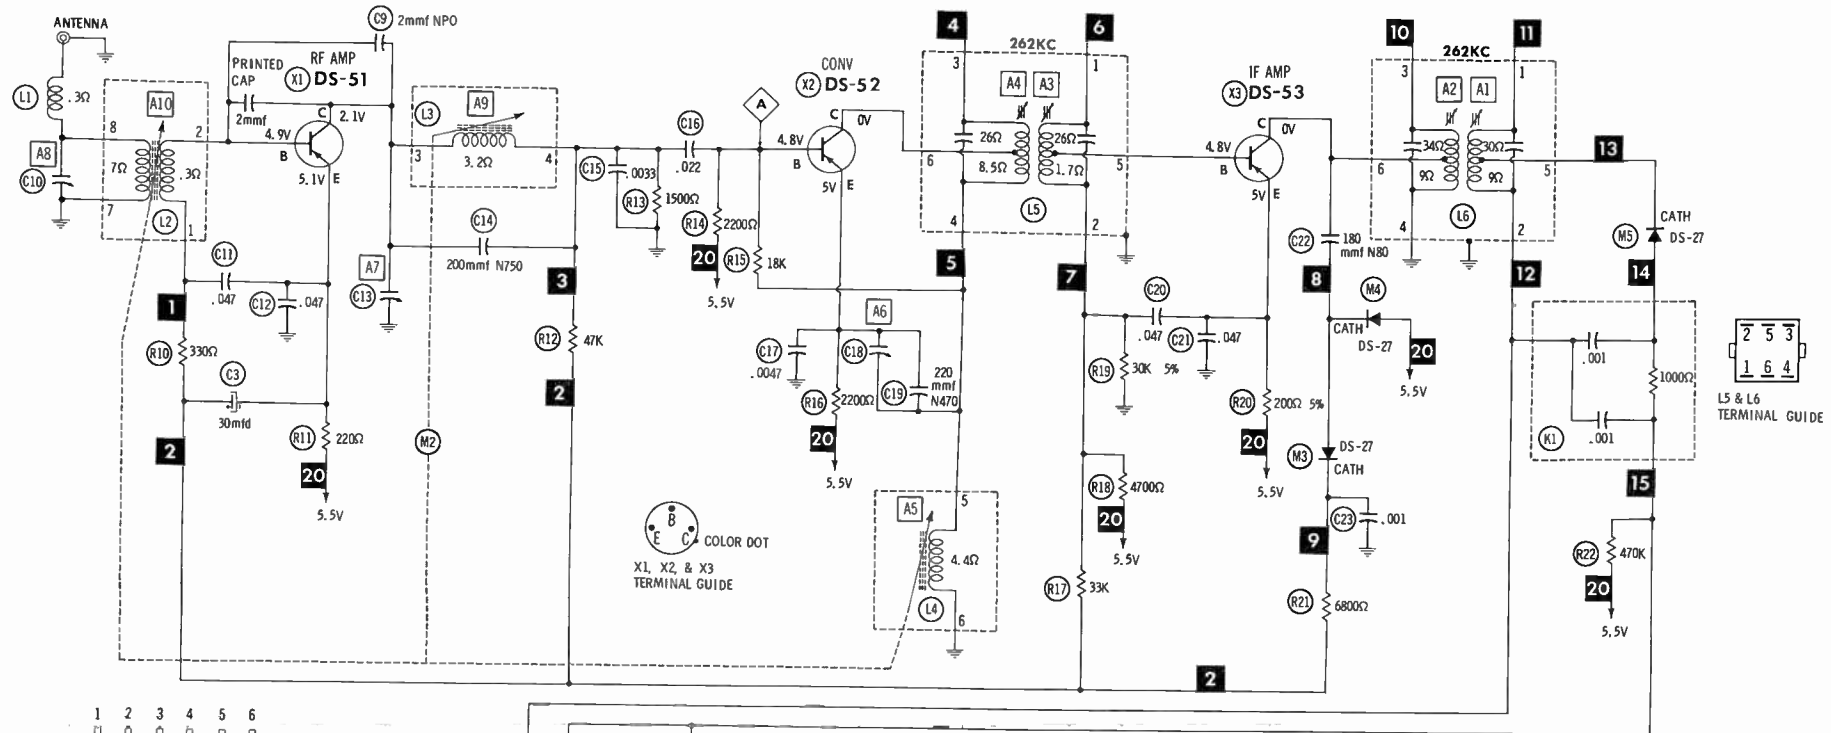 ANTENNA
L1
.3Ω
A8
C10
8
7Ω
7
A10
.3Ω
2
1
L2
C9 2mmf NPO
PRINTED
CAP
2mmf
RF AMP
X1 DS-51
C 2.1V
4.9V
B
5.1V E
C11
.047
C12 .047
1
R10 330Ω
C3
30mfd
2
R11 220Ω
20
5.5V
L3
A9
3
3.2Ω
4
C14
200mmf N750
A7
C13
M2
3
R12 47K
2
C15 .0033
R13 1500Ω
C16
.022
R14 2200Ω
20
5.5V
R15 18K
A
CONV
X2 DS-52
C 0V
4.8V
B
5V E
C17
.0047
A6
C18
C19
220
mmf
N470
R16 2200Ω
20
5.5V
X1, X2, & X3
TERMINAL GUIDE
B
E C
COLOR DOT
A5
5
4.4Ω
L4
6
4
6
262KC
3
A4
A3
1
26Ω
26Ω
6
8.5Ω
1.7Ω
5
L5
4
2
5
7
C20
.047
C21 .047
R19 30K 5%
R18 4700Ω
20
5.5V
R17 33K
IF AMP
X3 DS-53
C 0V
4.8V
B
5V E
R20 200Ω 5%
20
5.5V
C22 180
mmf N80
8
M4
CATH
DS-27
20
5.5V
M3
DS-27
CATH
C23 .001
9
R21 6800Ω
2
10
11
262KC
3
A2
A1
1
34Ω
30Ω
6
9Ω
9Ω
5
L6
4
2
12
13
CATH
M5 DS-27
14
.001
1000Ω
.001
K1
15
R22 470K
20
5.5V
2 5 3
1 6 4
L5 & L6
TERMINAL GUIDE
1 2 3 4 5 6